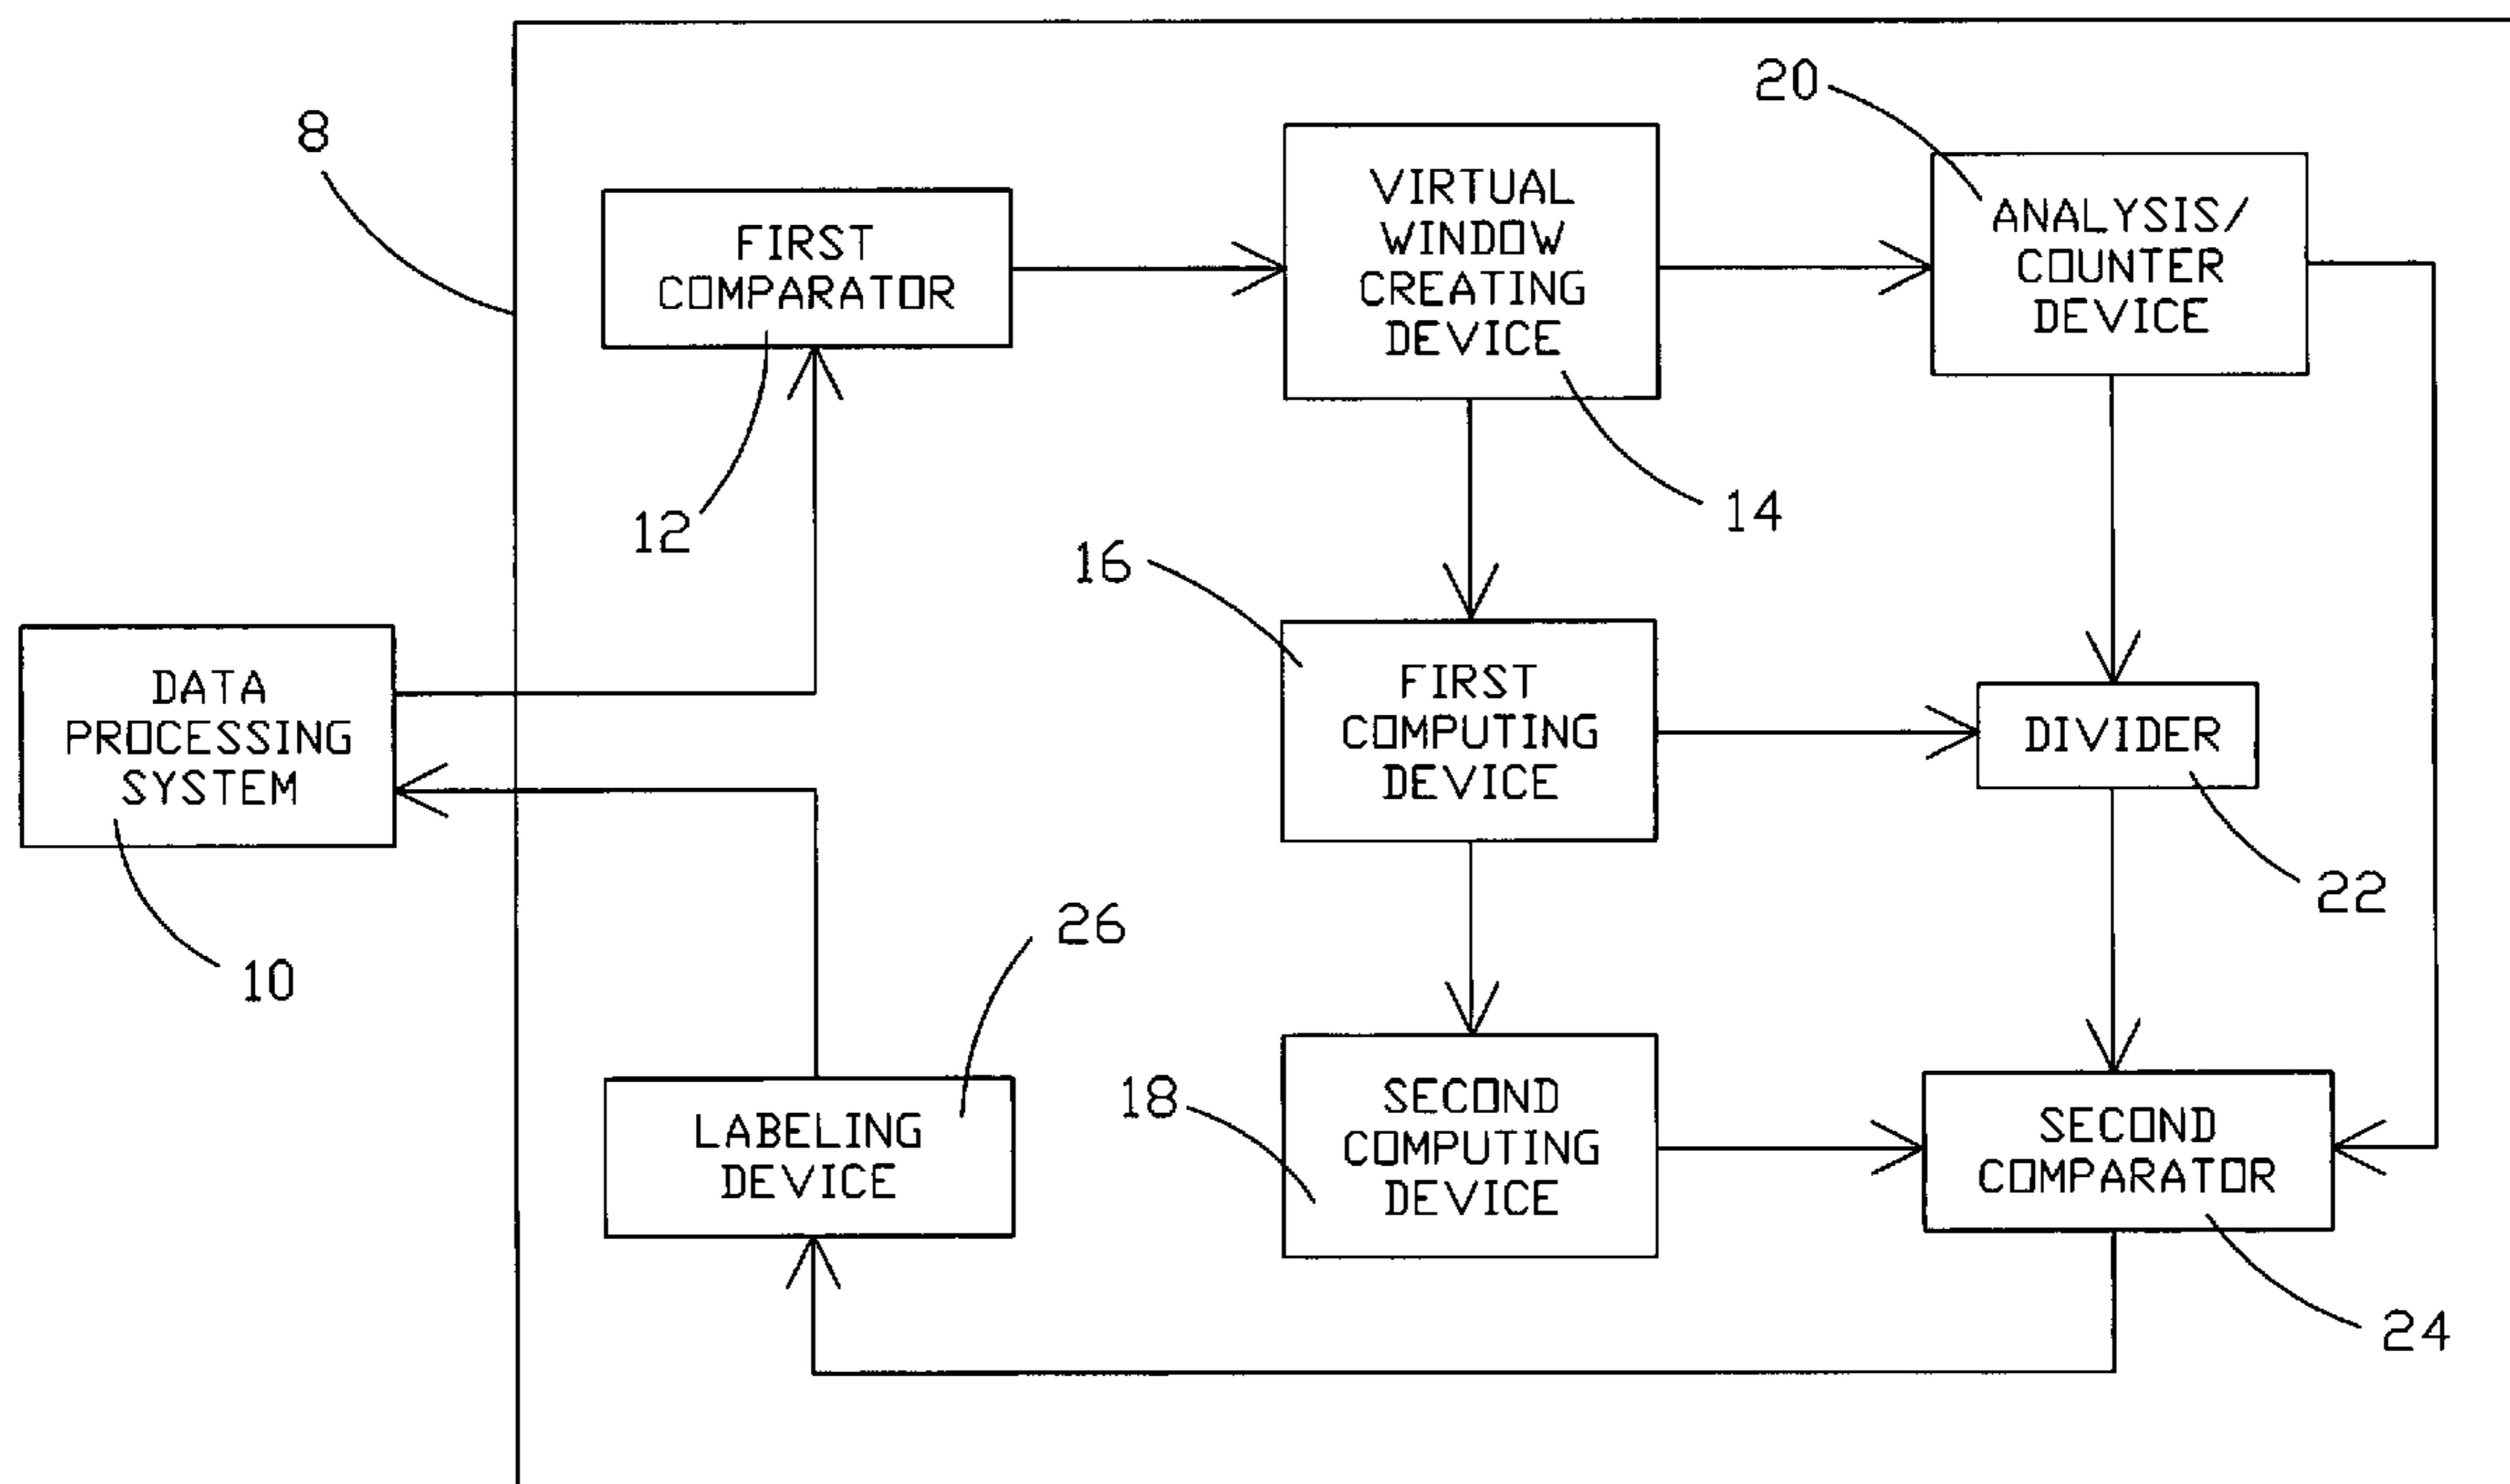 8
20
FIRST
COMPARATOR
12
VIRTUAL
WINDOW
CREATING
DEVICE
14
ANALYSIS/
COUNTER
DEVICE
DATA
PROCESSING
SYSTEM
10
16
FIRST
COMPUTING
DEVICE
DIVIDER
22
26
LABELING
DEVICE
18
SECOND
COMPUTING
DEVICE
SECOND
COMPARATOR
24